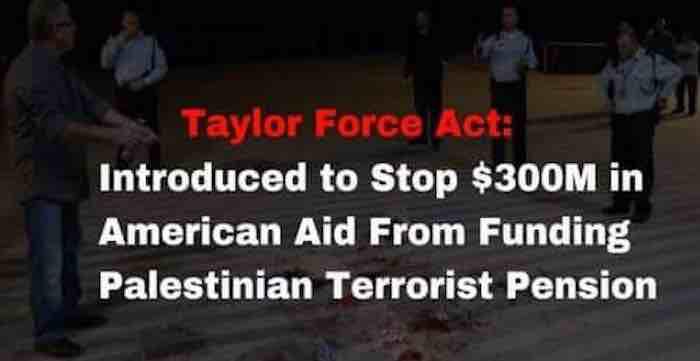 Taylor Force Act:
Introduced to Stop $300M in
American Aid From Funding
Palestinian Terrorist Pension